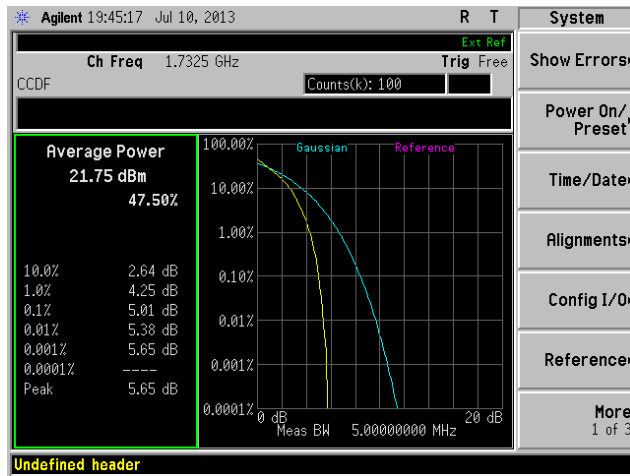 Agilent 19:45:17 Jul 10, 2013 R T
System
Ext Ref
Ch Freq 1.7325 GHz Trig Free
CCDF Counts(k): 100
Average Power
21.75 dBm
47.50%
10.0% 2.64 dB
1.0% 4.25 dB
0.1% 5.01 dB
0.01% 5.38 dB
0.001% 5.65 dB
0.0001% ----
Peak 5.65 dB
Gaussian Reference
100.00%
10.00%
1.00%
0.10%
0.01%
0.001%
0.0001%
0 dB 20 dB
Meas BW 5.00000000 MHz
Show Errors
Power On/
Preset
Time/Date
Alignments
Config I/O
Reference
More
1 of 3
Undefined header